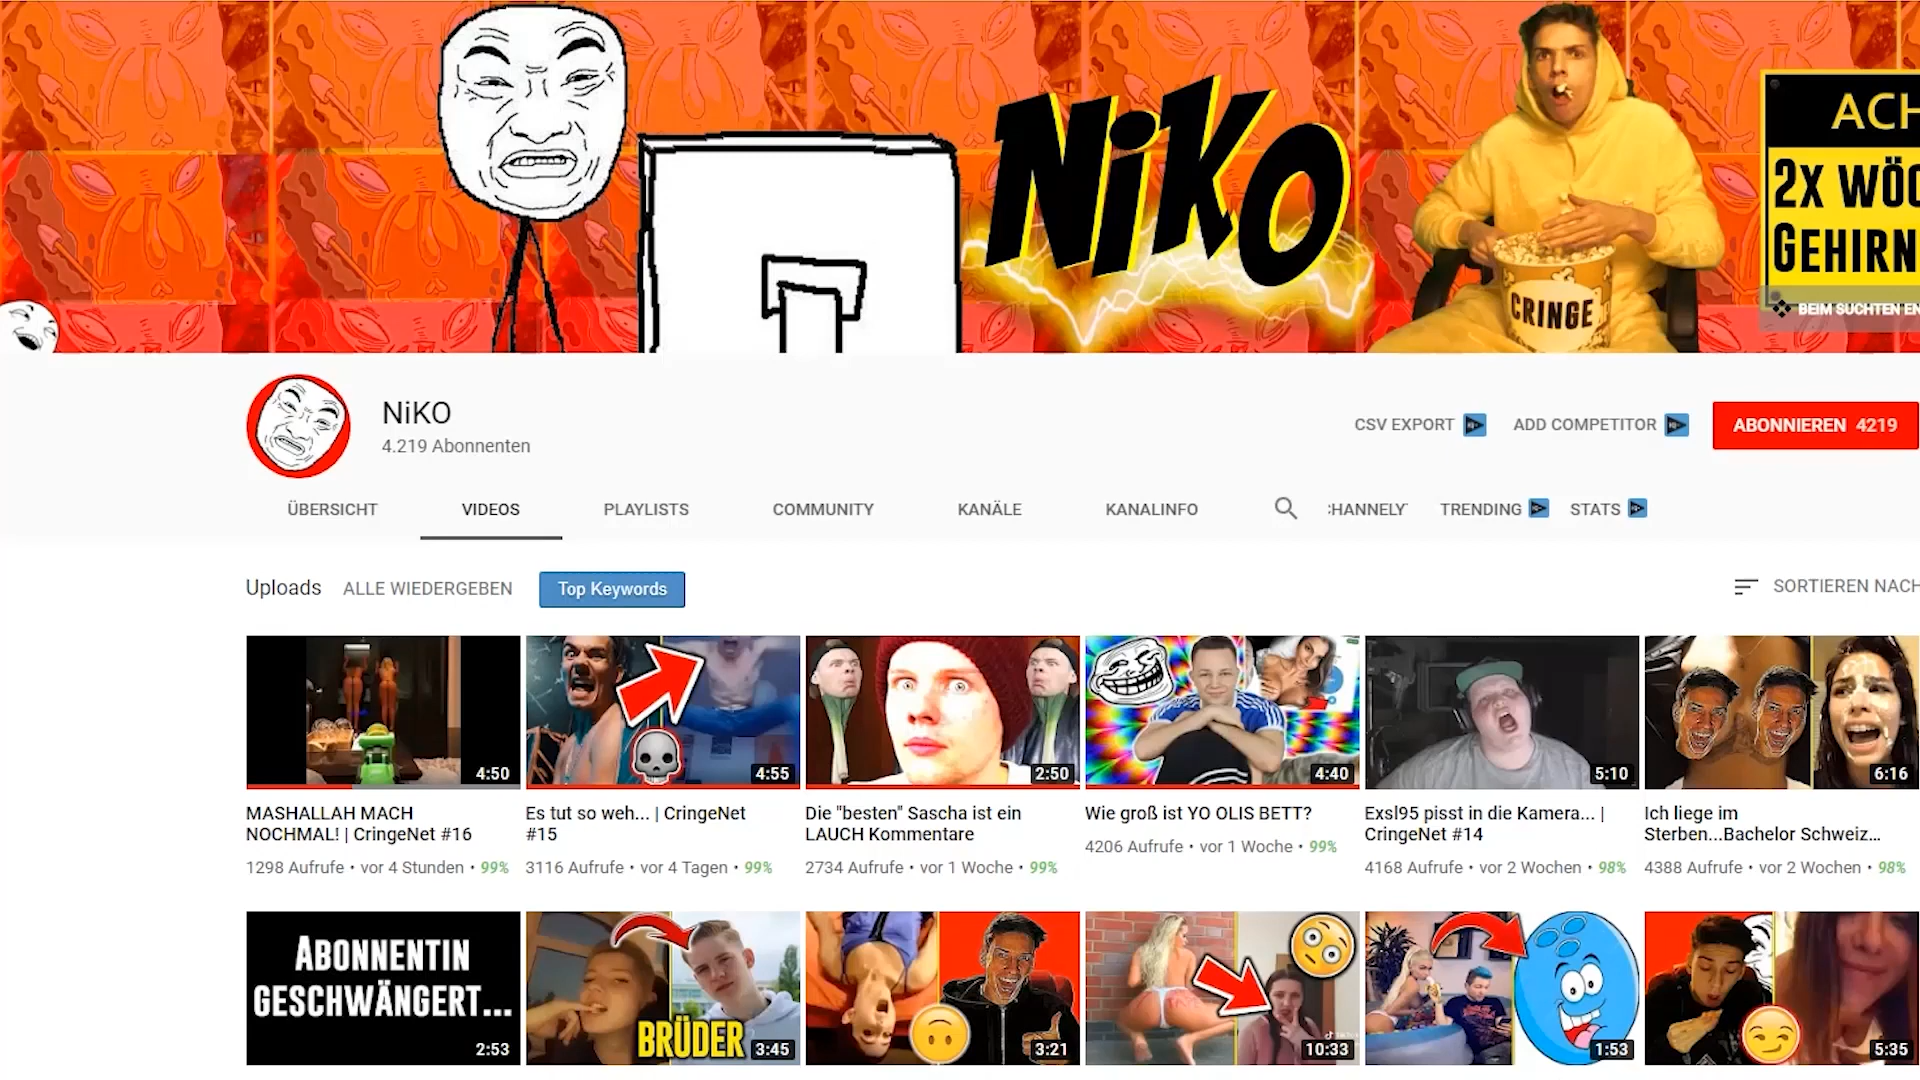 NiKO
ACH
2X WÖC
GEHIRN
CRINGE
BEIM SUCHTEN EN
NiKO
4.219 Abonnenten
CSV EXPORT
ADD COMPETITOR
ABONNIEREN 4219
ÜBERSICHT
VIDEOS
PLAYLISTS
COMMUNITY
KANÄLE
KANALINFO
HANNELY
TRENDING
STATS
Uploads
ALLE WIEDERGEBEN
Top Keywords
SORTIEREN NACH
4:50
4:55
2:50
4:40
5:10
6:16
MASHALLAH MACH
NOCHMAL! | CringeNet #16
1298 Aufrufe • vor 4 Stunden • 99%
Es tut so weh... | CringeNet
#15
3116 Aufrufe • vor 4 Tagen • 99%
Die "besten" Sascha ist ein
LAUCH Kommentare
2734 Aufrufe • vor 1 Woche • 99%
Wie groß ist YO OLIS BETT?
4206 Aufrufe • vor 1 Woche • 99%
Exsl95 pisst in die Kamera... |
CringeNet #14
4168 Aufrufe • vor 2 Wochen • 98%
Ich liege im
Sterben...Bachelor Schweiz...
4388 Aufrufe • vor 2 Wochen • 98%
ABONNENTIN
GESCHWÄNGERT...
2:53
BRÜDER
3:45
3:21
10:33
1:53
5:35